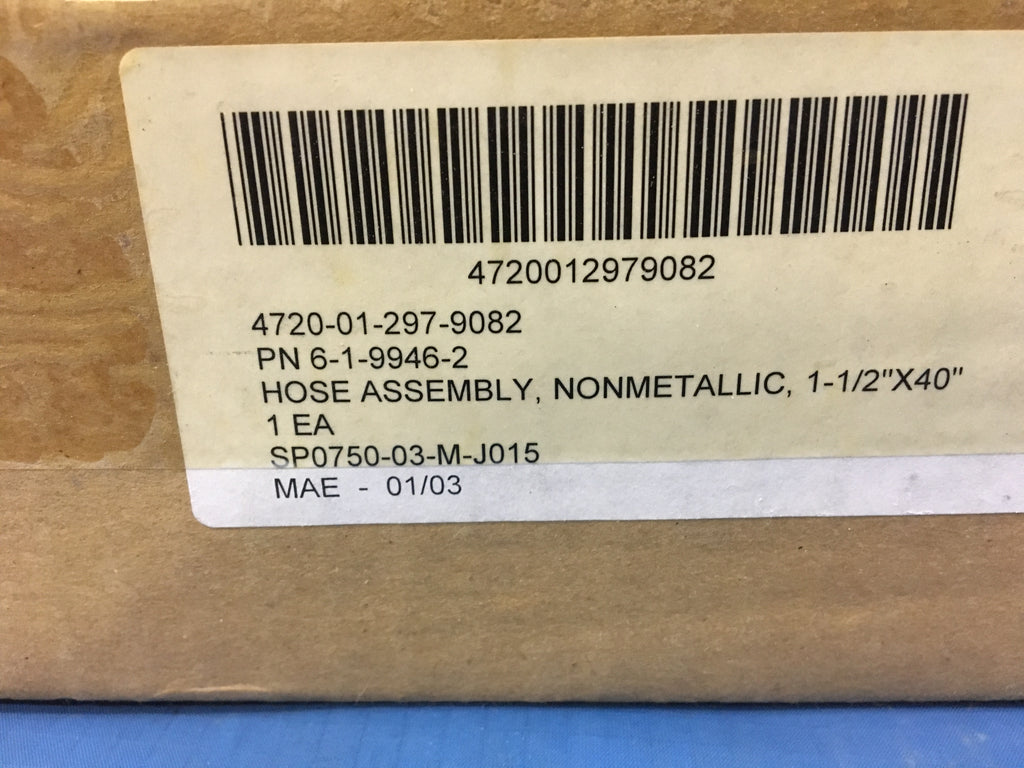 4720012979082
4720-01-297-9082
PN 6-1-9946-2
HOSE ASSEMBLY, NONMETALLIC, 1-1/2"X40"
1 EA
SP0750-03-M-J015
MAE - 01/03